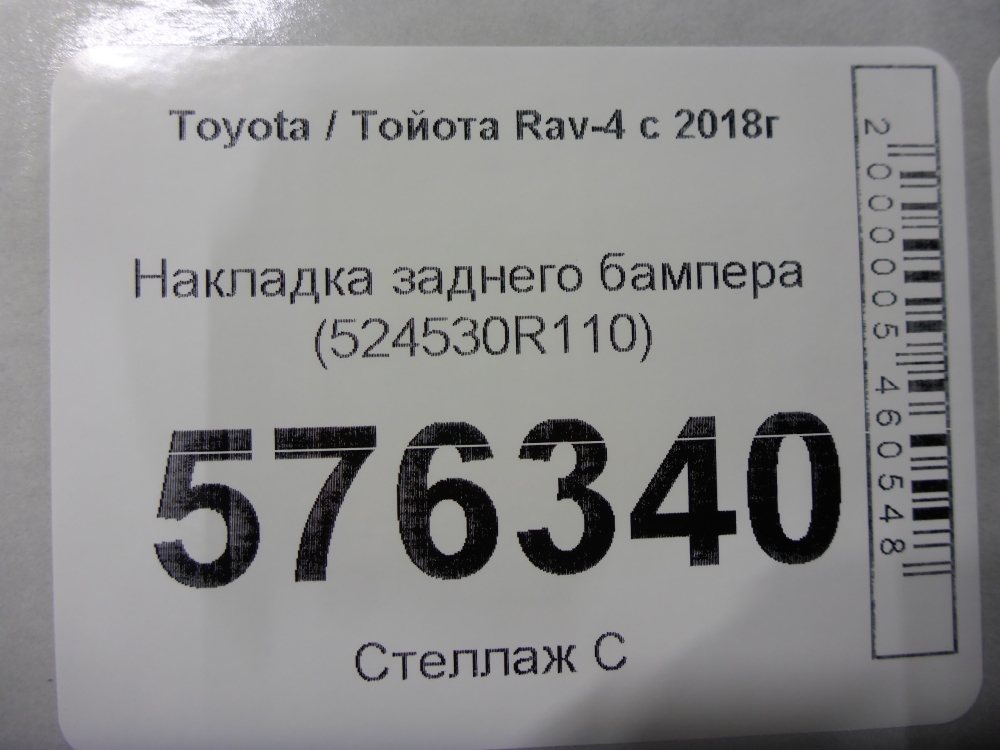 Toyota / Тойота Rav-4 с 2018г
Накладка заднего бампера
(524530R110)
576340
Стеллаж С
2000005460548